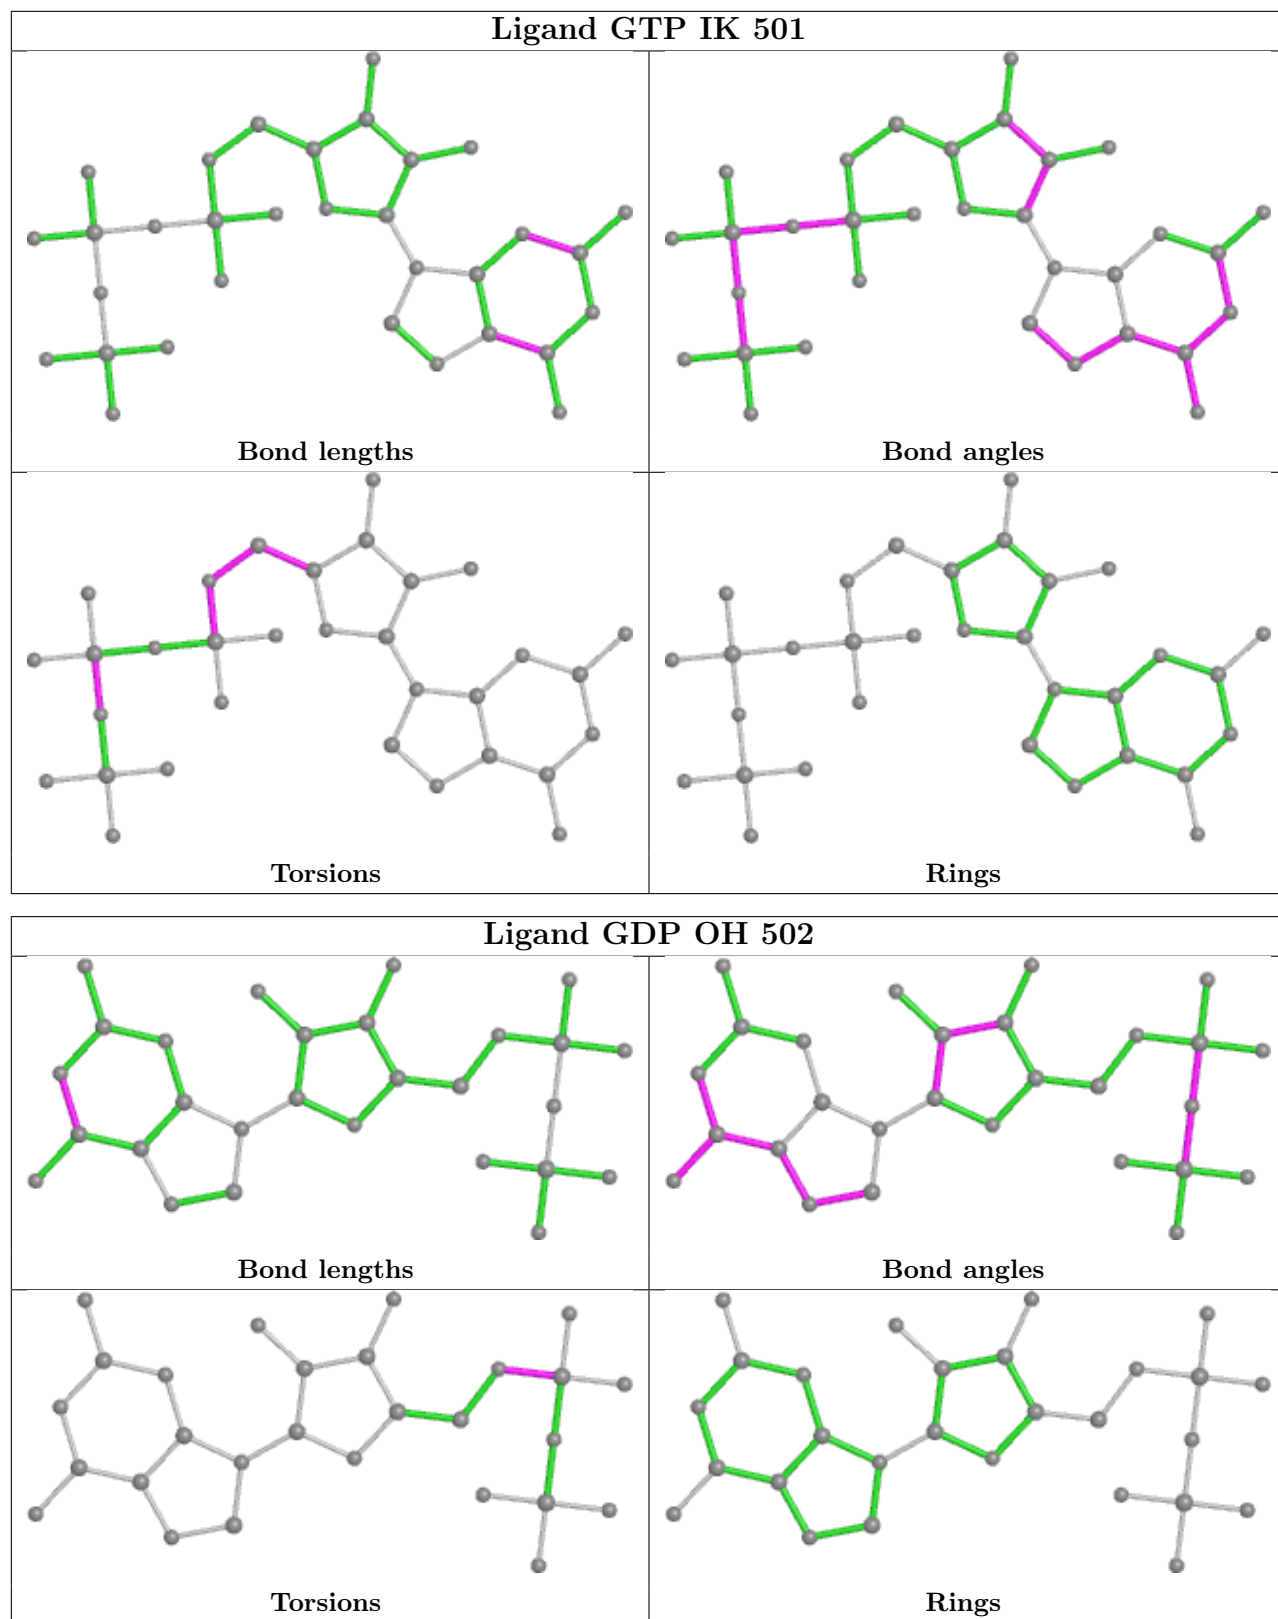 Ligand GTP IK 501
Bond lengths
Bond angles
Torsions
Rings
Ligand GDP OH 502
Bond lengths
Bond angles
Torsions
Rings